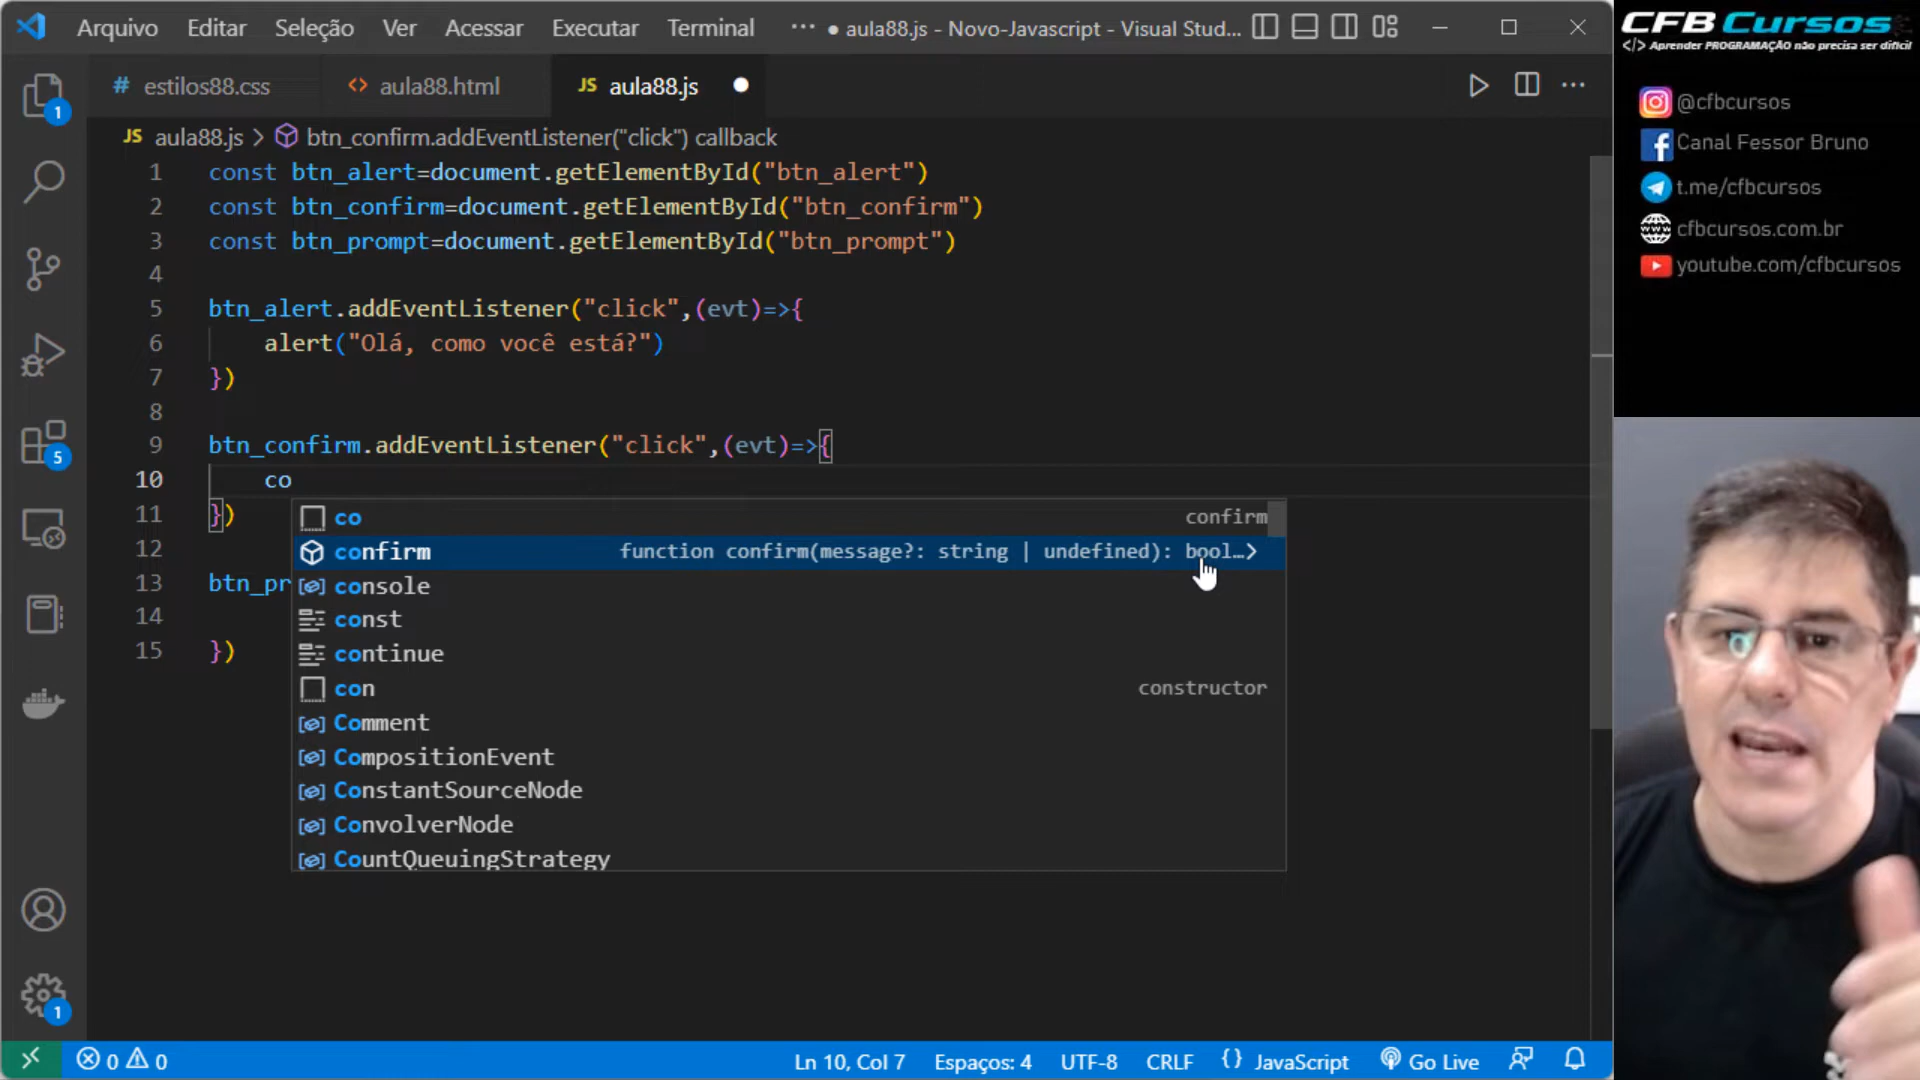 Arquivo Editar Seleção Ver Acessar Executar Terminal ··· ● aula88.js - Novo-Javascript - Visual Stud...
# estilos88.css <> aula88.html JS aula88.js ●
JS aula88.js > btn_confirm.addEventListener("click") callback
1 const btn_alert=document.getElementById("btn_alert")
2 const btn_confirm=document.getElementById("btn_confirm")
3 const btn_prompt=document.getElementById("btn_prompt")
4
5 btn_alert.addEventListener("click",(evt)=>{
6 alert("Olá, como você está?")
7 })
8
9 btn_confirm.addEventListener("click",(evt)=>{
10 co
11 })
12
13 btn_pr
14
15 })
co confirm
confirm function confirm(message?: string | undefined): bool…>
console
const
continue
con constructor
Comment
CompositionEvent
ConstantSourceNode
ConvolverNode
CountQueuingStrategy
1
5
1
0 0 Ln 10, Col 7 Espaços: 4 UTF-8 CRLF {} JavaScript Go Live
CFB Cursos
</> Aprender PROGRAMAÇÃO não precisa ser difícil
@cfbcursos
Canal Fessor Bruno
t.me/cfbcursos
cfbcursos.com.br
youtube.com/cfbcursos